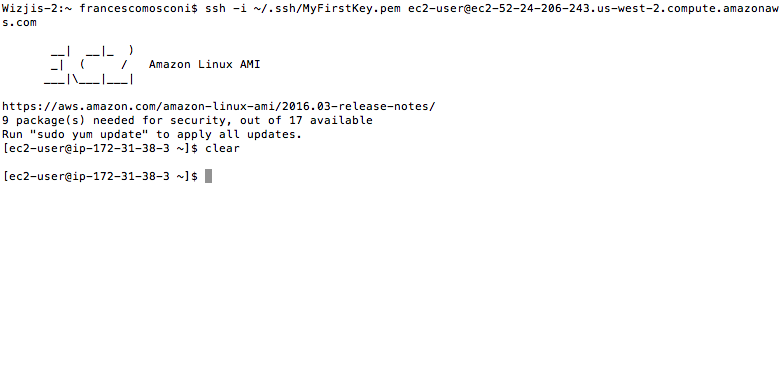 Wizjis-2:~ francescomosconi$ ssh -i ~/.ssh/MyFirstKey.pem ec2-user@ec2-52-24-206-243.us-west-2.compute.amazonaw
s.com

       __|  __|_  )
       _|  (     /   Amazon Linux AMI
      ___|\___|___|

https://aws.amazon.com/amazon-linux-ami/2016.03-release-notes/
9 package(s) needed for security, out of 17 available
Run "sudo yum update" to apply all updates.
[ec2-user@ip-172-31-38-3 ~]$ clear

[ec2-user@ip-172-31-38-3 ~]$